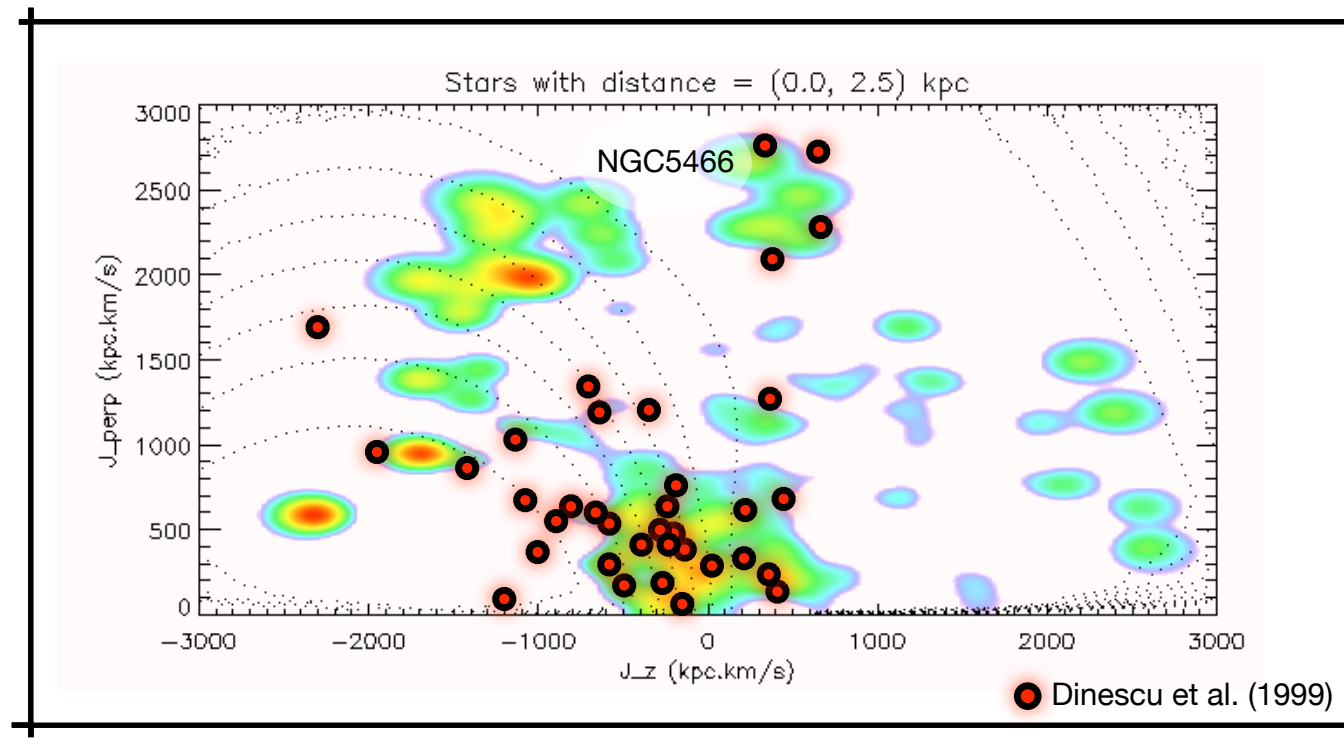 Stars with distance = (0.0, 2.5) kpc
3000
2500
2000
1500
1000
500
0
J_perp (kpc.km/s)
NGC5466
−3000 −2000 −1000 0 1000 2000 3000
J_z (kpc.km/s)
Dinescu et al. (1999)